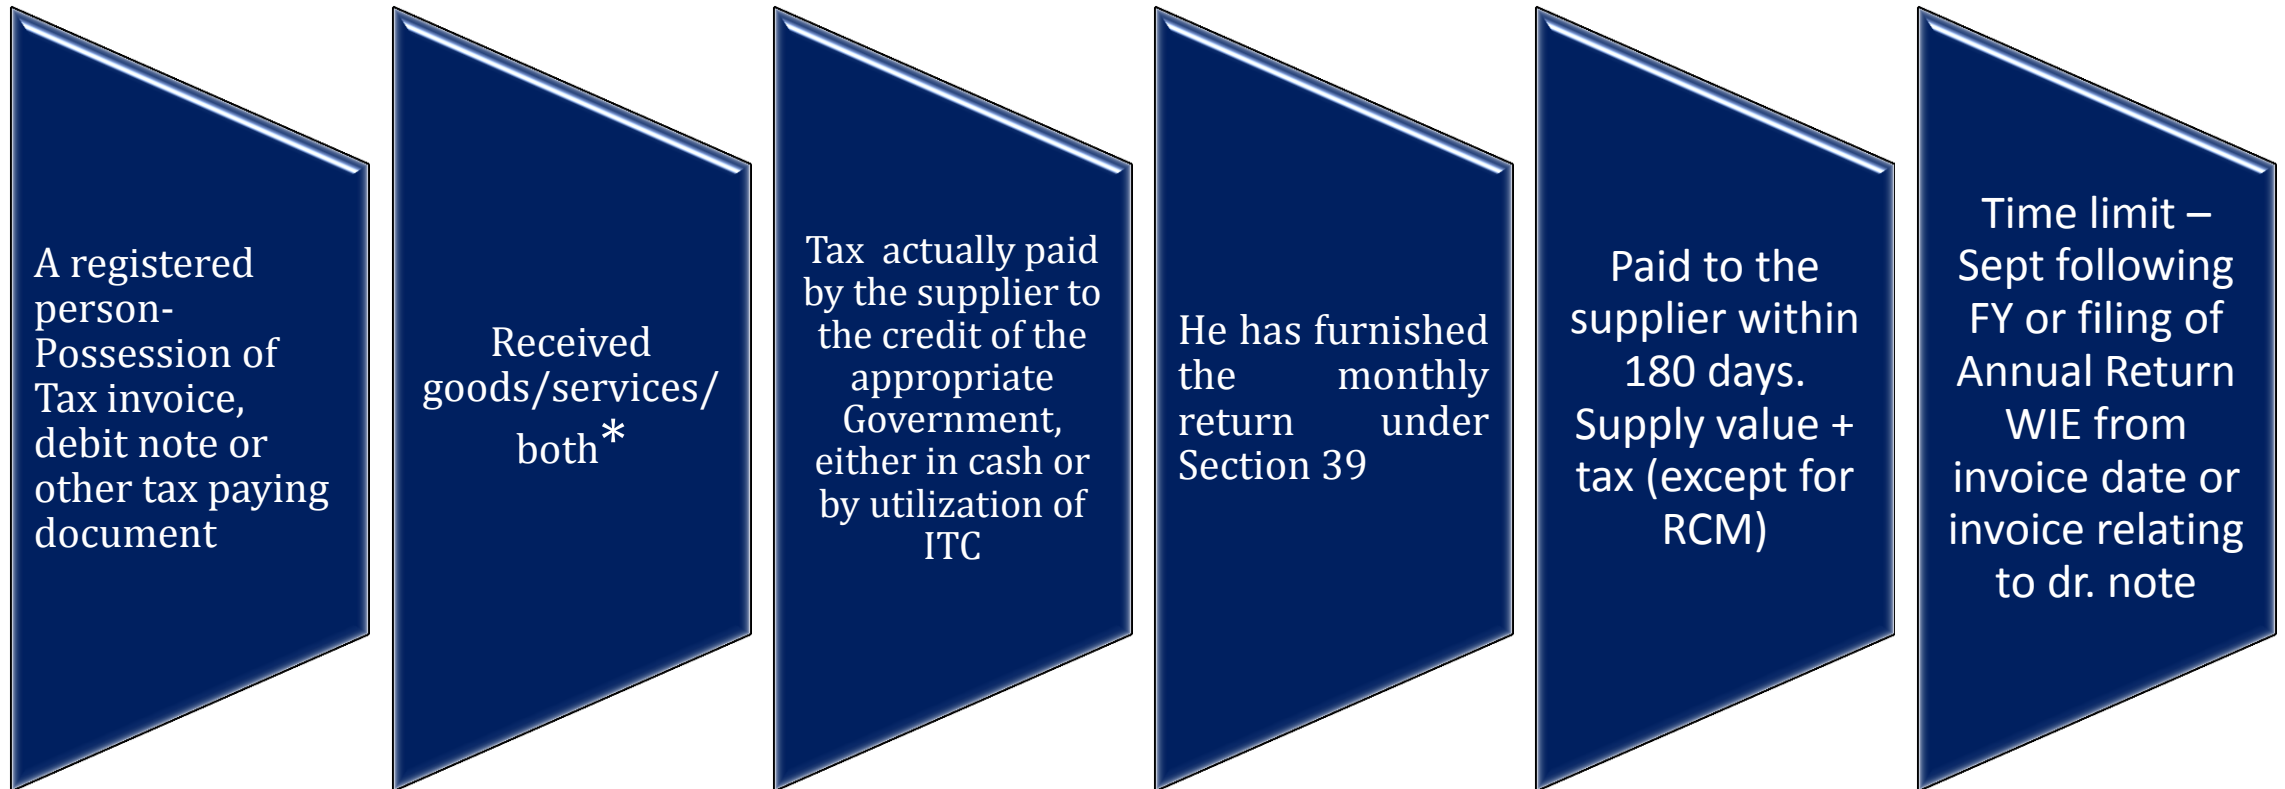 A registered
person-
Possession of
Tax invoice,
debit note or
other tax paying
document
Received
goods/services/
both*
Tax actually paid
by the supplier to
the credit of the
appropriate
Government,
either in cash or
by utilization of
ITC
He has furnished
the monthly
return under
Section 39
Paid to the
supplier within
180 days.
Supply value +
tax (except for
RCM)
Time limit –
Sept following
FY or filing of
Annual Return
WIE from
invoice date or
invoice relating
to dr. note